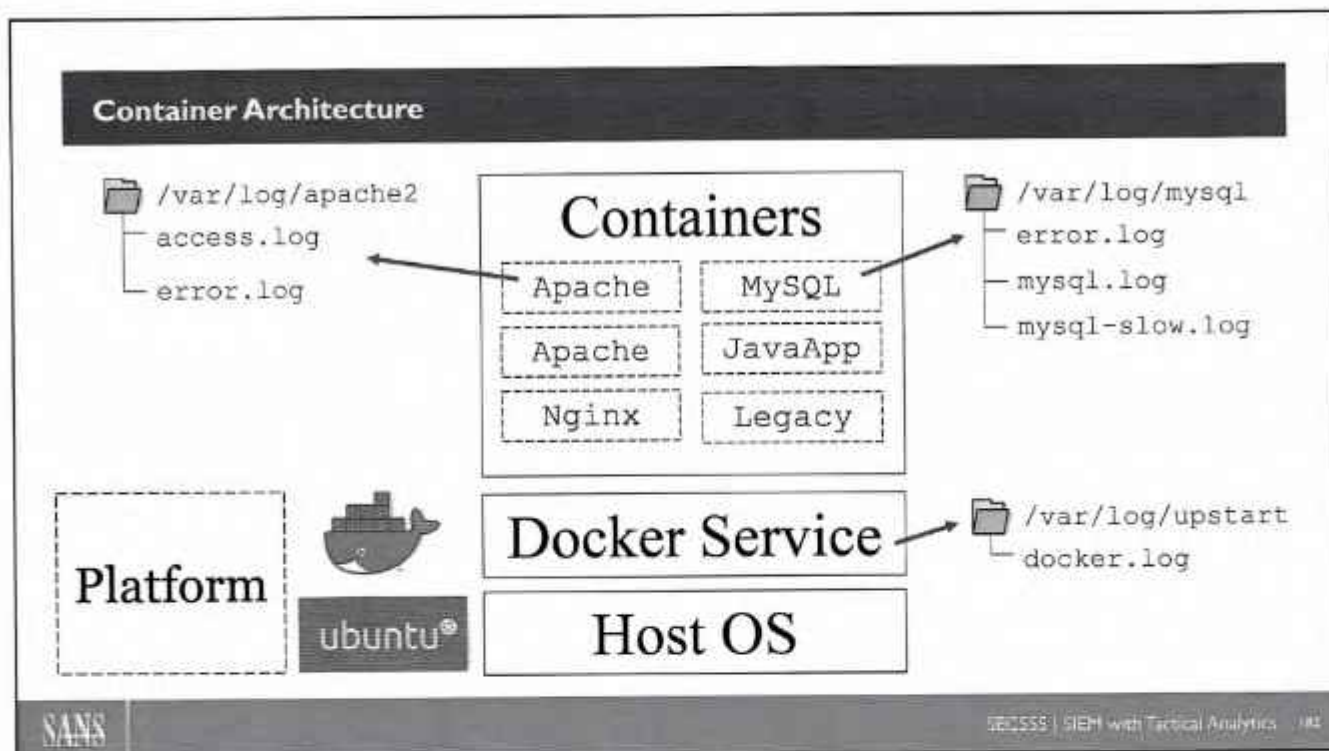 Container Architecture
/var/log/apache2
access.log
error.log
Containers
Apache
MySQL
Apache
JavaApp
Nginx
Legacy
/var/log/mysql
error.log
mysql.log
mysql-slow.log
Platform
ubuntu®
Docker Service
Host OS
/var/log/upstart
docker.log
SANS
SEC555 | SIEM with Tactical Analytics